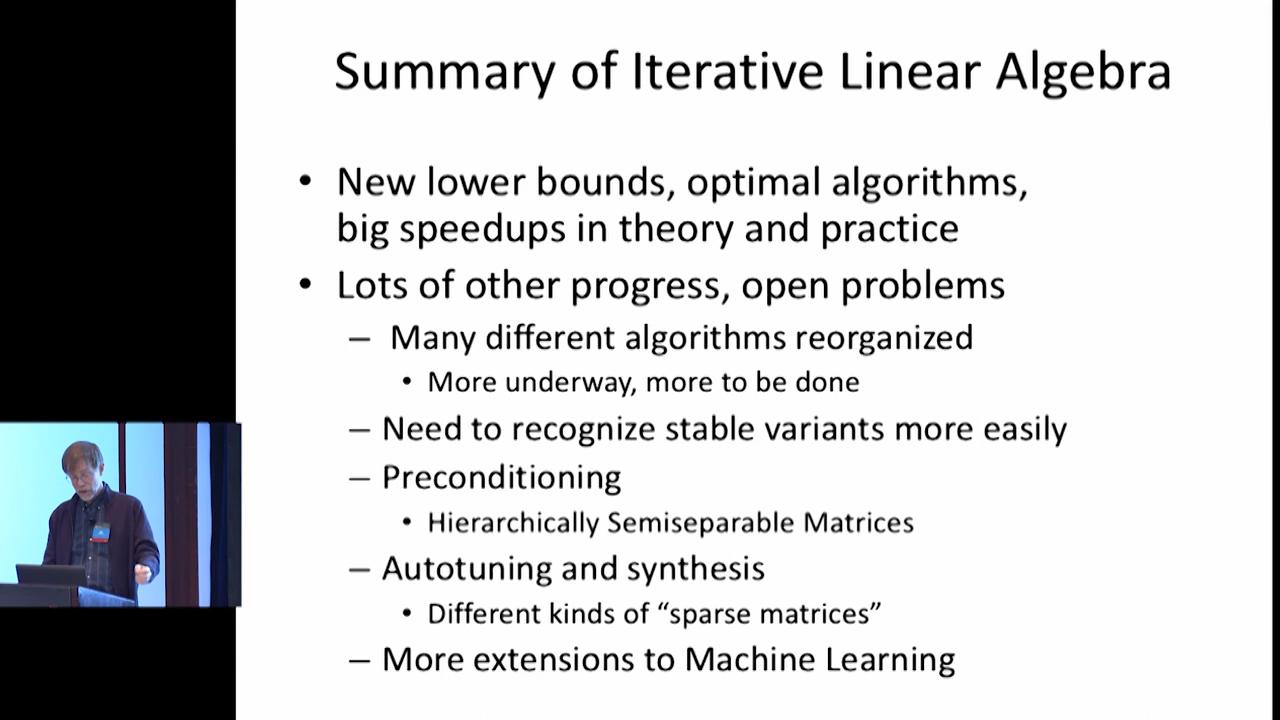 Summary of Iterative Linear Algebra
• New lower bounds, optimal algorithms,
big speedups in theory and practice
• Lots of other progress, open problems
– Many different algorithms reorganized
• More underway, more to be done
– Need to recognize stable variants more easily
– Preconditioning
• Hierarchically Semiseparable Matrices
– Autotuning and synthesis
• Different kinds of “sparse matrices”
– More extensions to Machine Learning